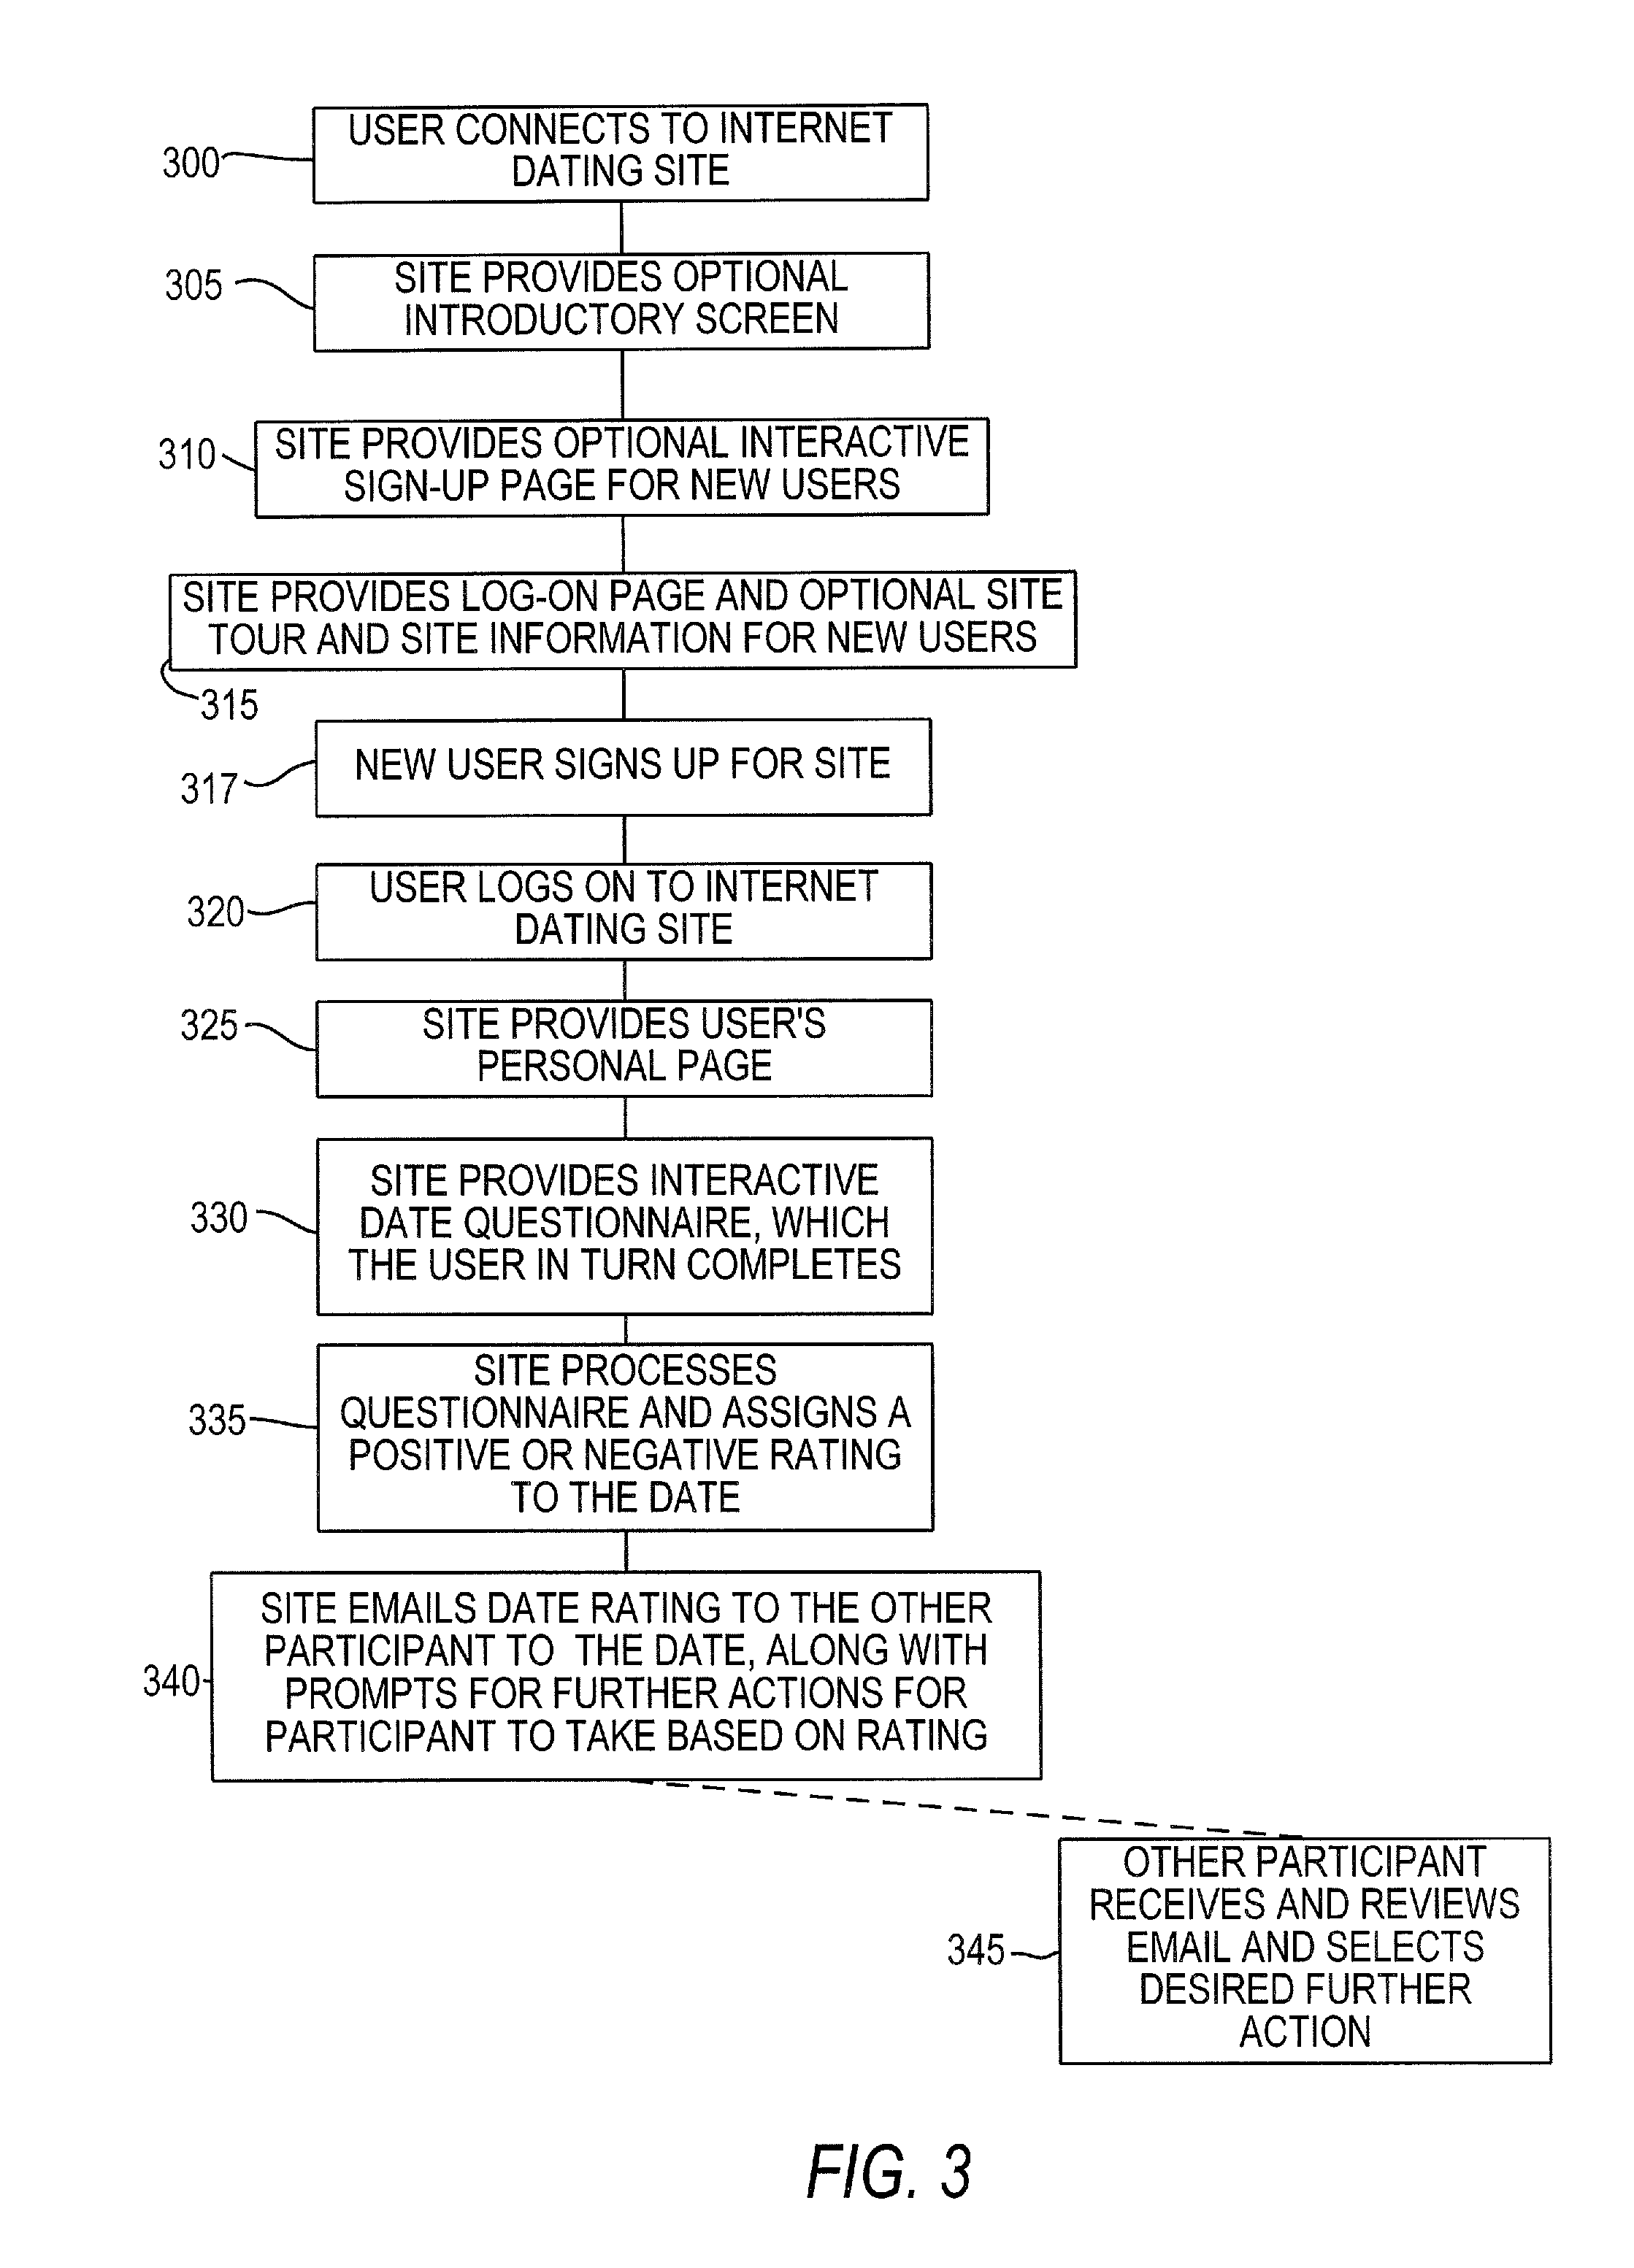 USER CONNECTS TO INTERNET
DATING SITE
300
SITE PROVIDES OPTIONAL
INTRODUCTORY SCREEN
305
SITE PROVIDES OPTIONAL INTERACTIVE
SIGN-UP PAGE FOR NEW USERS
310
SITE PROVIDES LOG-ON PAGE AND OPTIONAL SITE
TOUR AND SITE INFORMATION FOR NEW USERS
315
NEW USER SIGNS UP FOR SITE
317
USER LOGS ON TO INTERNET
DATING SITE
320
SITE PROVIDES USER'S
PERSONAL PAGE
325
SITE PROVIDES INTERACTIVE
DATE QUESTIONNAIRE, WHICH
THE USER IN TURN COMPLETES
330
SITE PROCESSES
QUESTIONNAIRE AND ASSIGNS A
POSITIVE OR NEGATIVE RATING
TO THE DATE
335
SITE EMAILS DATE RATING TO THE OTHER
PARTICIPANT TO THE DATE, ALONG WITH
PROMPTS FOR FURTHER ACTIONS FOR
PARTICIPANT TO TAKE BASED ON RATING
340
OTHER PARTICIPANT
RECEIVES AND REVIEWS
EMAIL AND SELECTS
DESIRED FURTHER
ACTION
345
FIG. 3